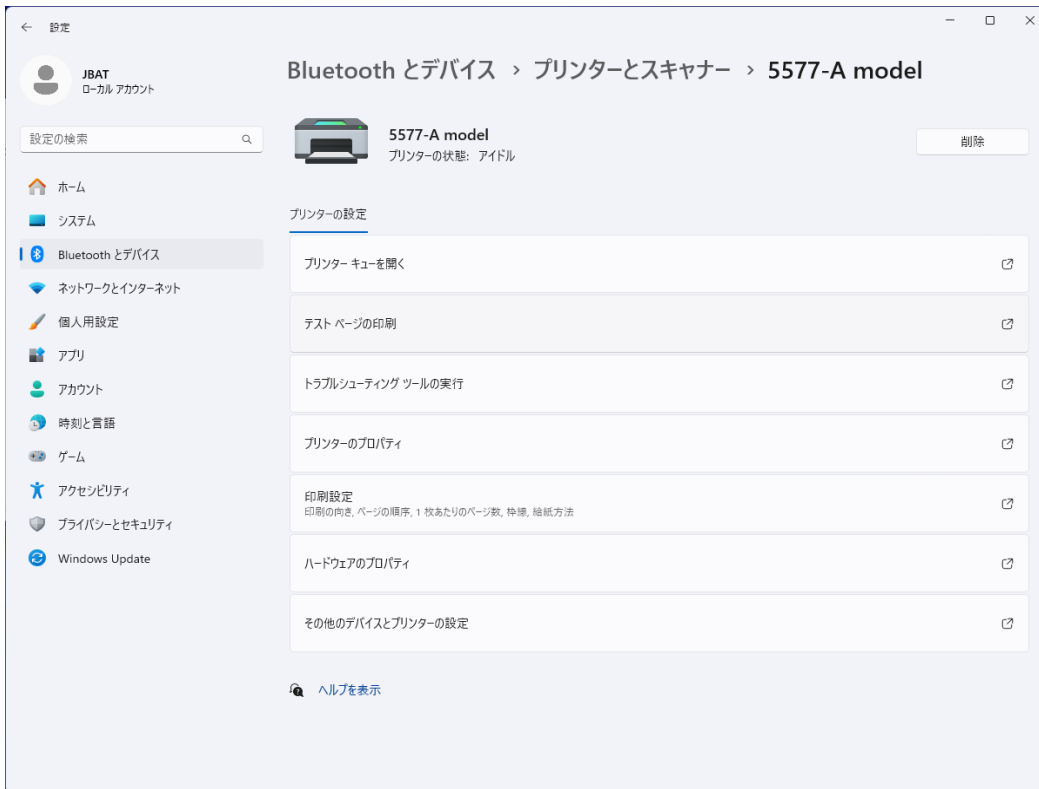 設定
JBAT
ローカル アカウント
設定の検索
ホーム
システム
Bluetooth とデバイス
ネットワークとインターネット
個人用設定
アプリ
アカウント
時刻と言語
ゲーム
アクセシビリティ
プライバシーとセキュリティ
Windows Update
Bluetooth とデバイス › プリンターとスキャナー › 5577-A model
5577-A model
プリンターの状態: アイドル
削除
プリンターの設定
プリンター キューを開く
テスト ページの印刷
トラブルシューティング ツールの実行
プリンターのプロパティ
印刷設定
印刷の向き, ページの順序, 1 枚あたりのページ数, 枠線, 給紙方法
ハードウェアのプロパティ
その他のデバイスとプリンターの設定
ヘルプを表示